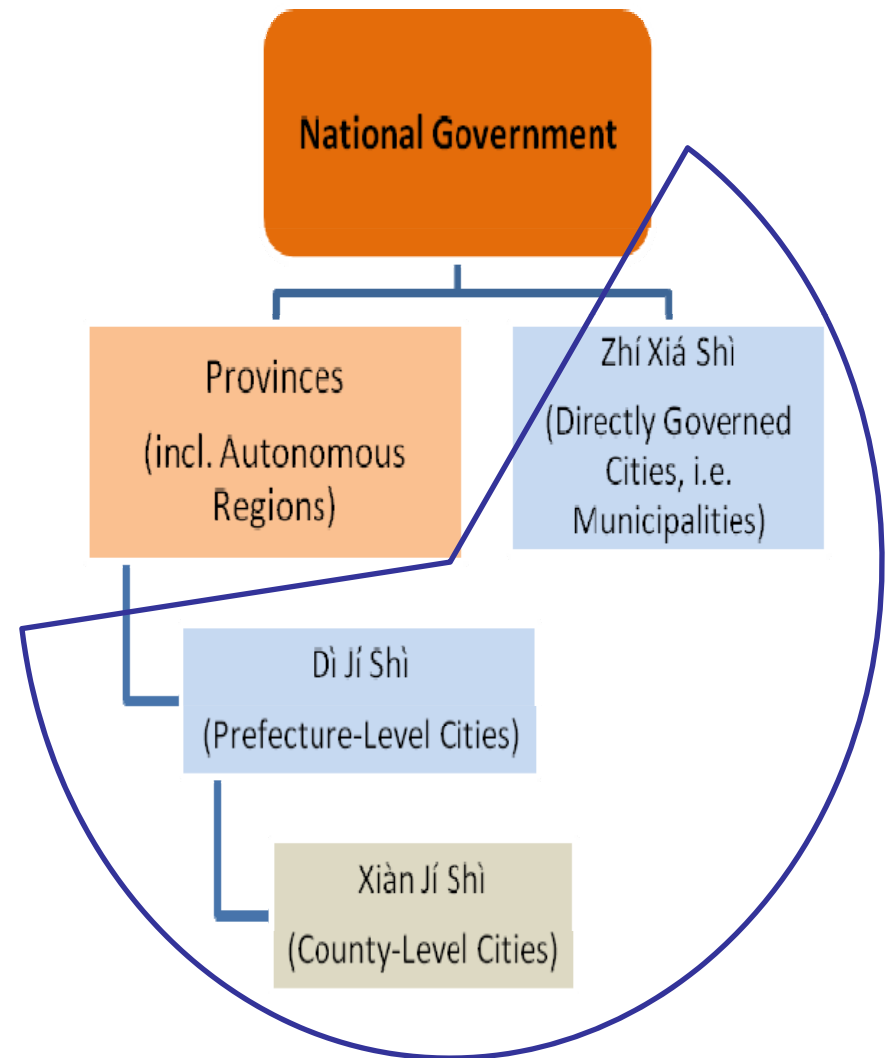 National Government
Provinces
(incl. Autonomous
Regions)
Zhí Xiá Shì
(Directly Governed
Cities, i.e.
Municipalities)
Dì Jí Shì
(Prefecture-Level Cities)
Xiàn Jí Shì
(County-Level Cities)